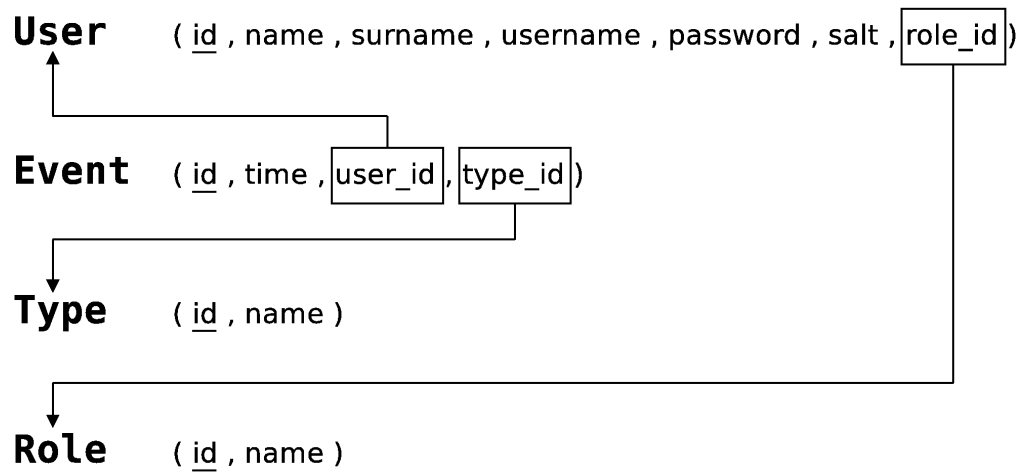 User ( id , name , surname , username , password , salt , role_id )
Event ( id , time , user_id , type_id )
Type ( id , name )
Role ( id , name )